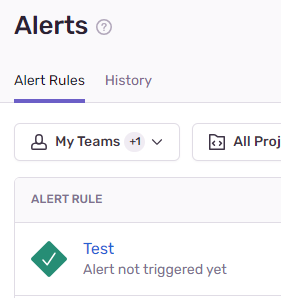 Alerts ?
Alert Rules History
My Teams +1 All Proj
ALERT RULE
Test
Alert not triggered yet